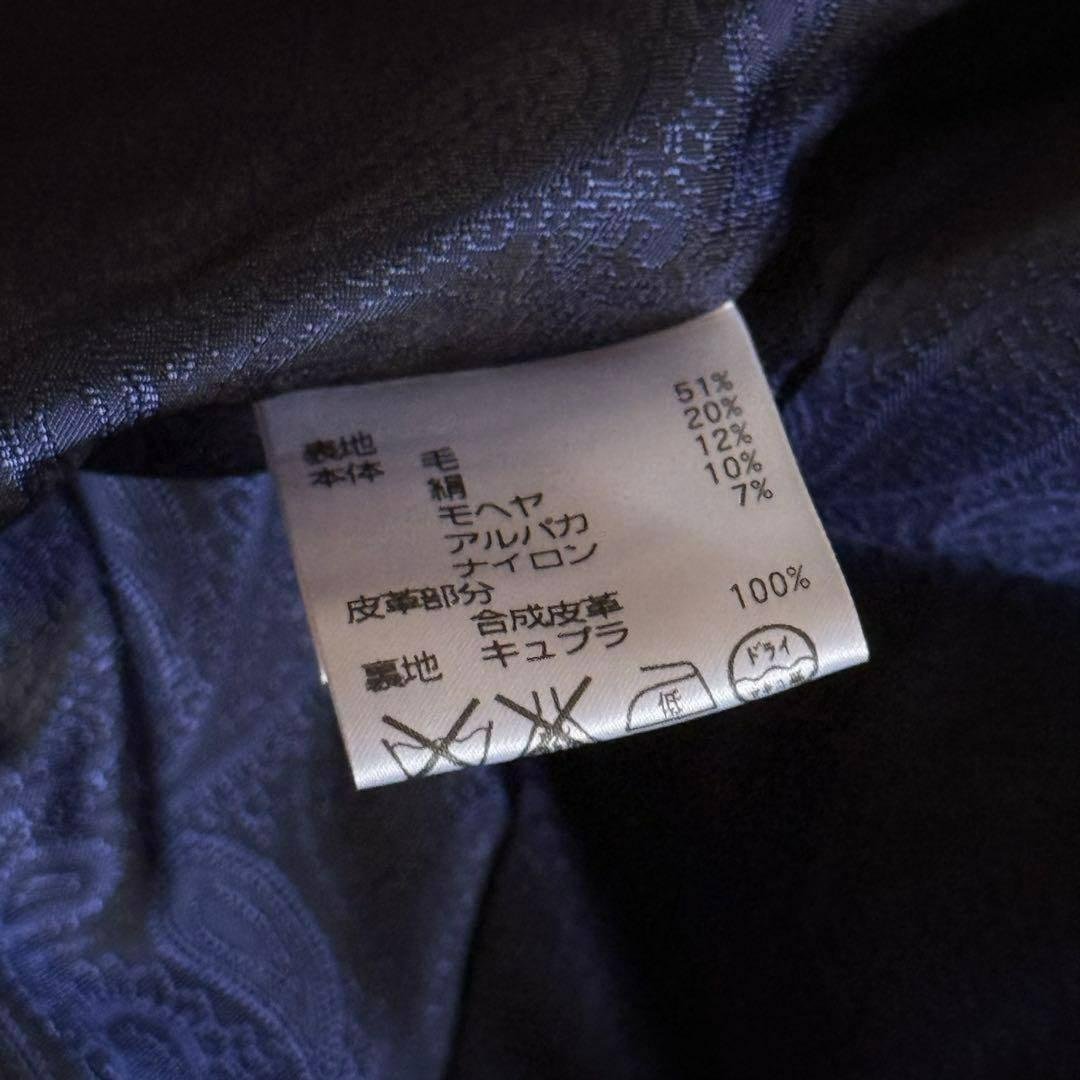 表地
本体 毛 51%
絹 20%
モヘヤ 12%
アルパカ 10%
ナイロン 7%
皮革部分
合成皮革
裏地 キュプラ 100%
低
ドライ